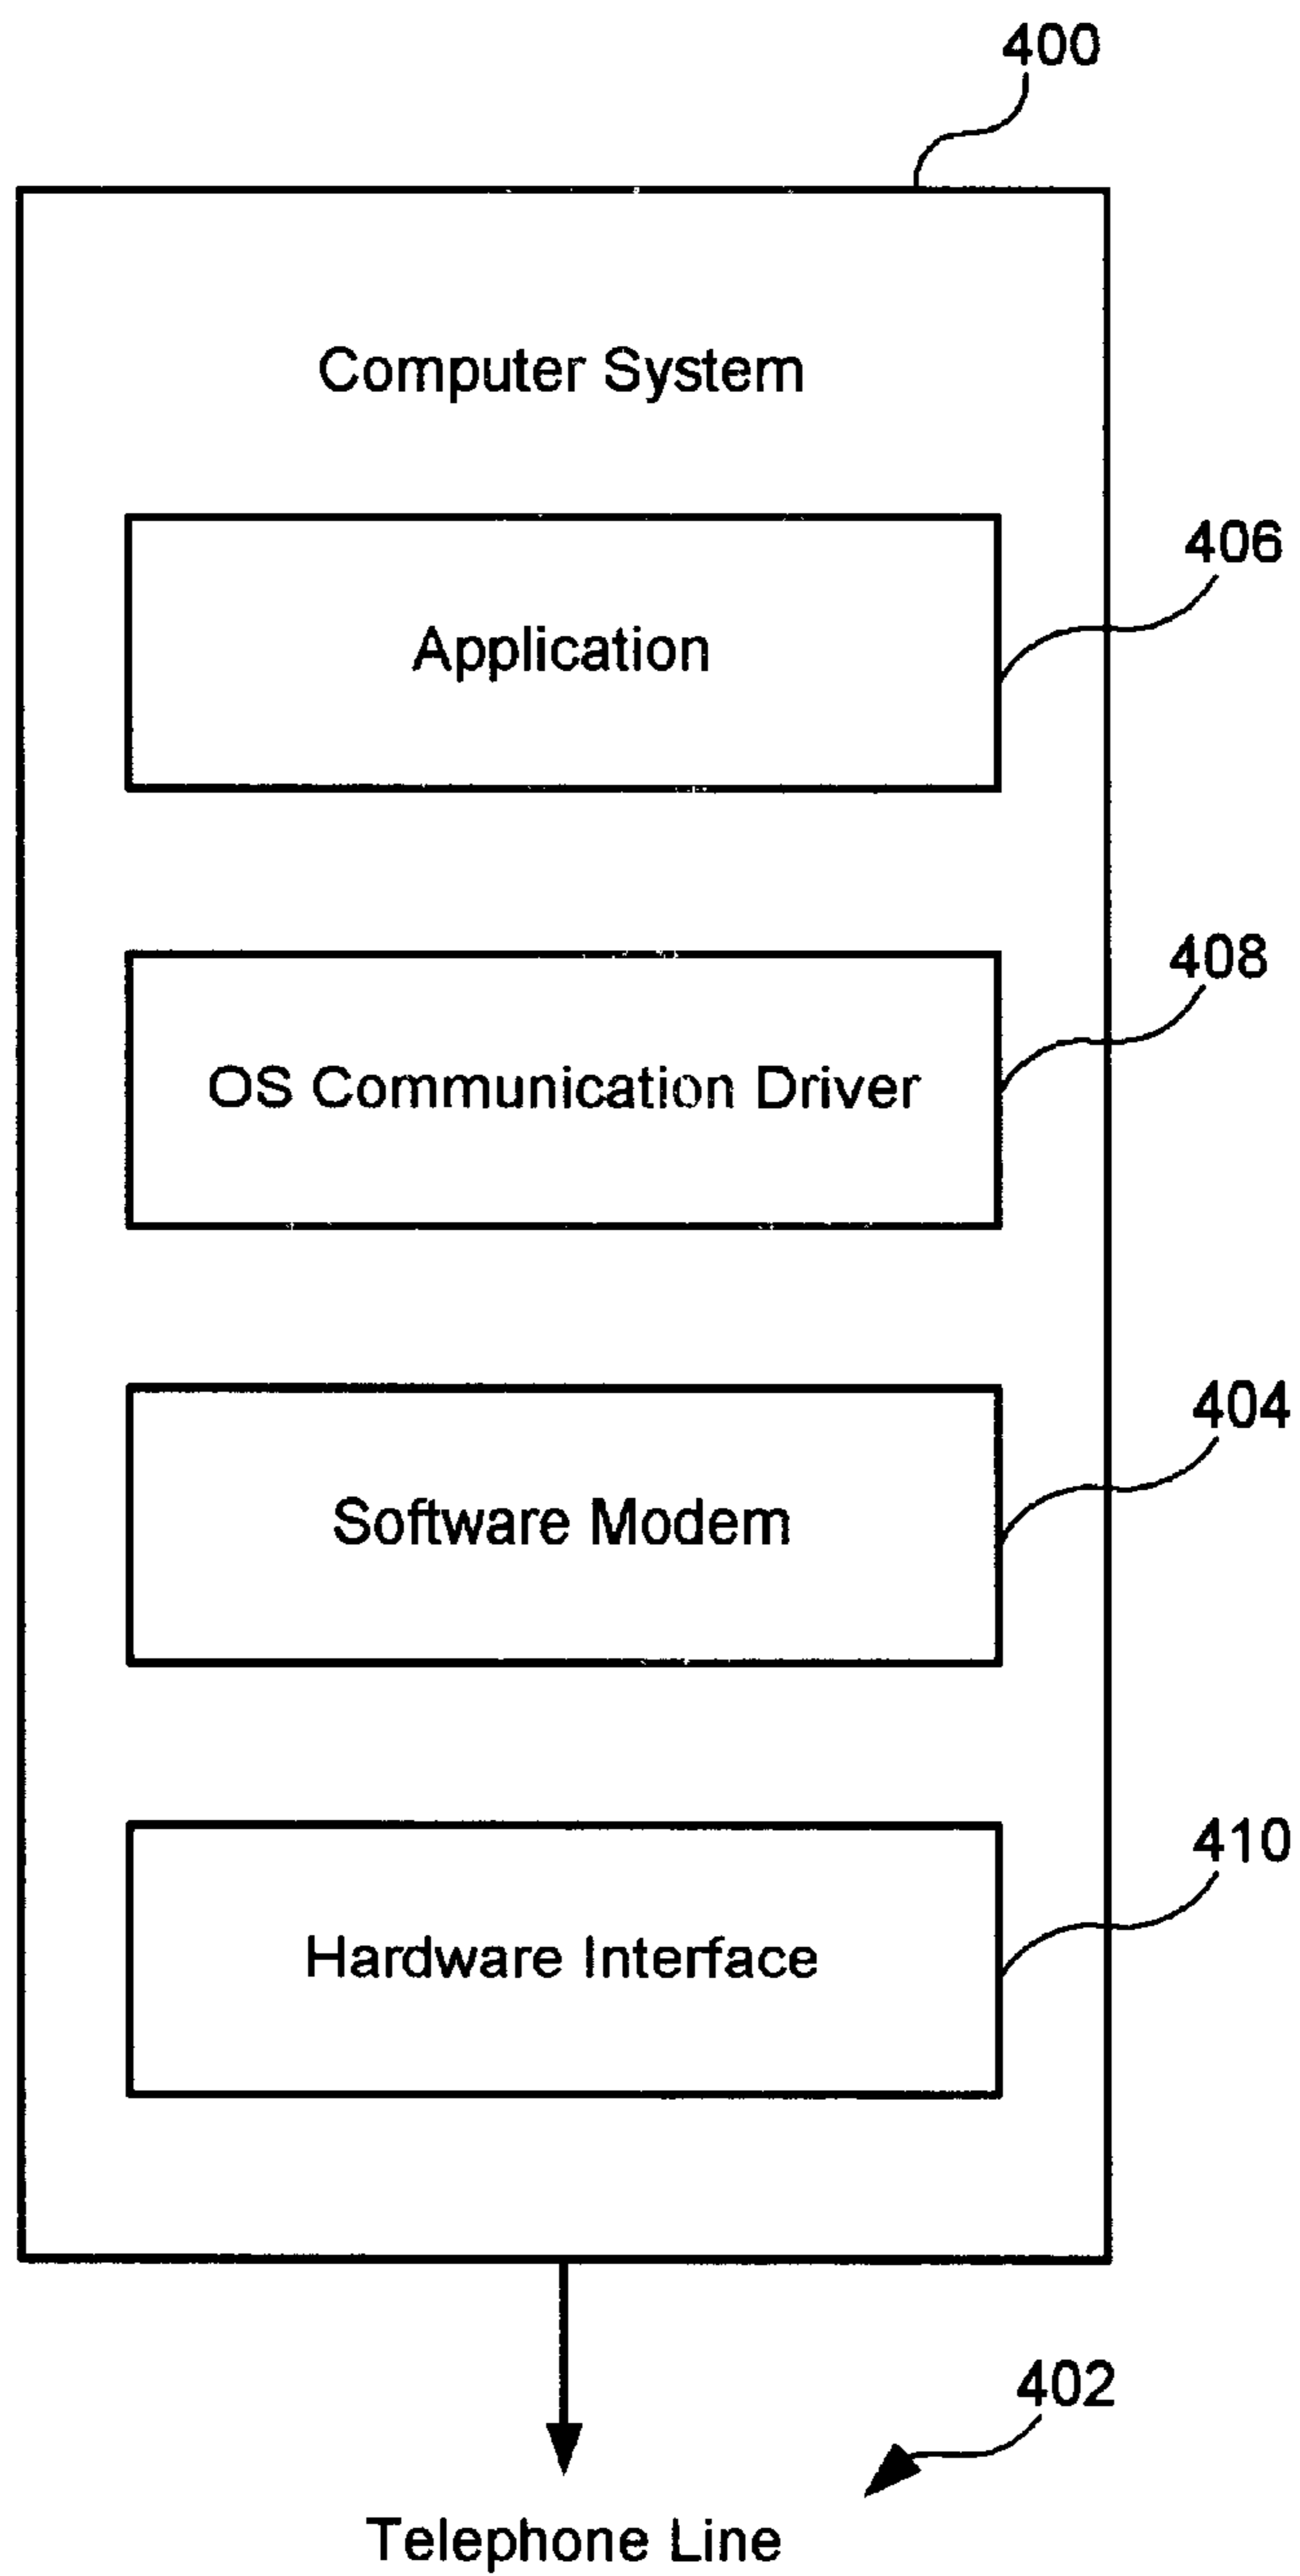 400
Computer System
406
Application
408
OS Communication Driver
404
Software Modem
410
Hardware Interface
402
Telephone Line